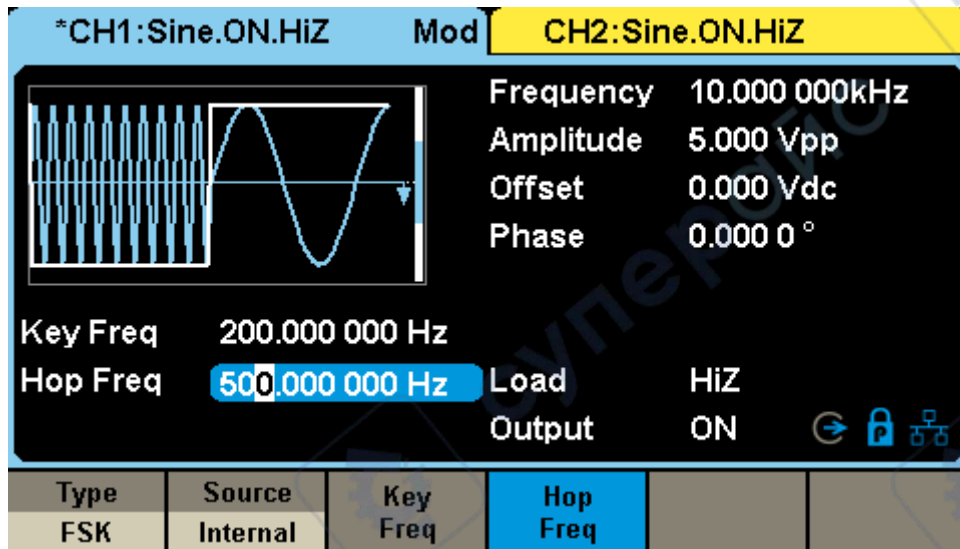 *CH1:Sine.ON.HiZ Mod CH2:Sine.ON.HiZ
Frequency 10.000 000kHz
Amplitude 5.000 Vpp
Offset 0.000 Vdc
Phase 0.000 0 °
Key Freq 200.000 000 Hz
Hop Freq 500.000 000 Hz Load HiZ
Output ON P
Type Source Key Freq Hop Freq
FSK Internal
суперайс